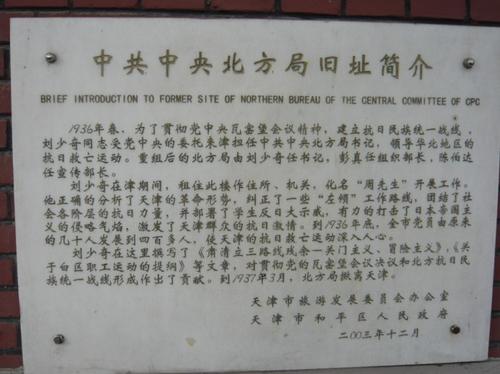 中共中央北方局旧址简介
BRIEF INTRODUCTION TO FORMER SITE OF NORTHERN BUREAU OF THE CENTRAL COMMITTEE OF CPC
1936年春，为了贯彻党中央瓦窑堡会议精神，建立抗日民族统一战线，
刘少奇同志受党中央的委托来津担任中共中央北方局书记，领导华北地区的
抗日救亡运动。重组后的北方局由刘少奇任书记，彭真任组织部长，陈伯达
任宣传部长。
刘少奇在津期间，租住此楼作住所、机关，化名“周先生”开展工作。
他正确的分析了天津的革命形势，纠正了一些“左倾”工作路线，团结了社
会各阶层的抗日力量，并部署了学生反日大示威，有力的打击了日本帝国主
义的侵略气焰，激发了天津群众的抗日激情。到1936年底，全市党员由原来
的几十人发展到四百多人，使天津的抗日救亡运动深入人心。
刘少奇在这里撰写了《肃清立三路线残余—关门主义、冒险主义》、《关
于白区职工运动的提纲》等文章，对贯彻党的瓦窑堡会议决议和北方抗日民
族统一战线形成作出了贡献。到1937年3月，北方局撤离天津。
天津市旅游发展委员会办公室
天津市和平区人民政府
二00三年十二月